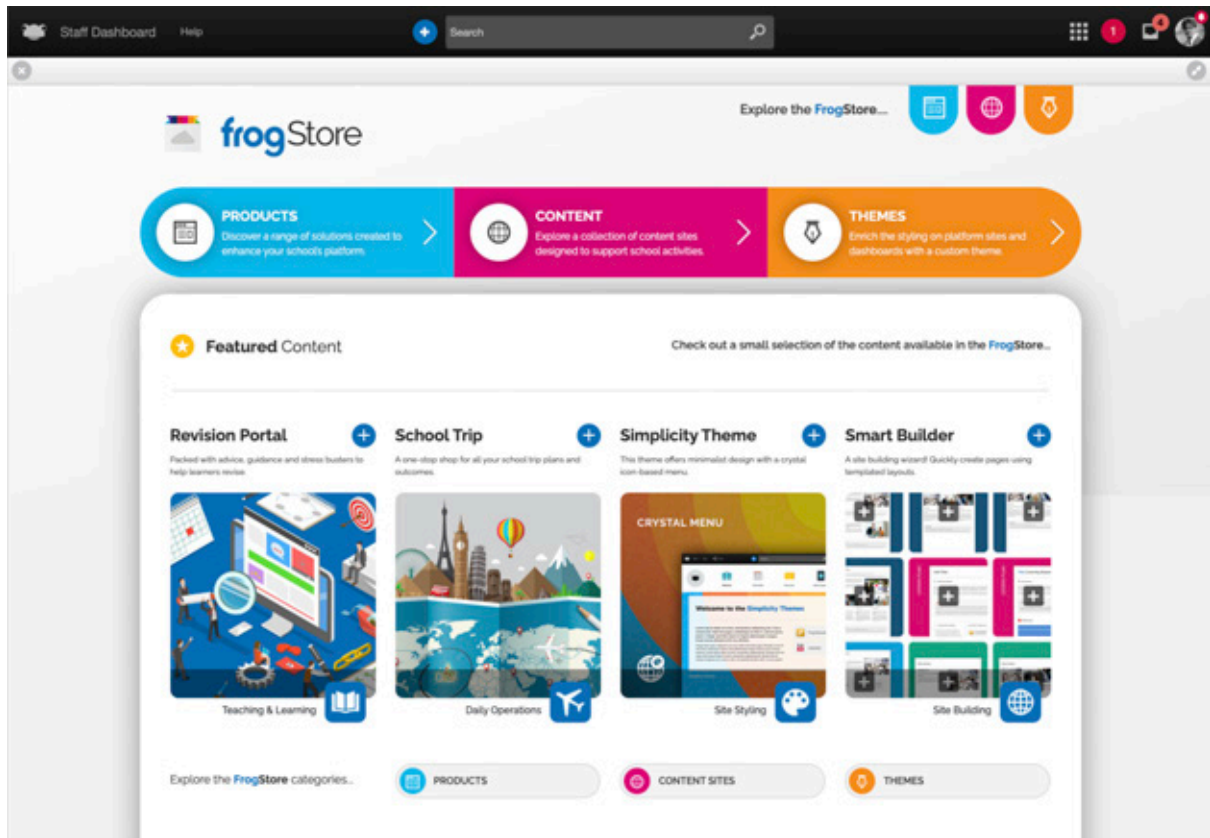 Staff Dashboard Help Search 1 4
Explore the FrogStore...
frogStore
PRODUCTS
Discover a range of solutions created to
enhance your school's platform.
CONTENT
Explore a collection of content sites
designed to support school activities.
THEMES
Enrich the styling on platform sites and
dashboards with a custom theme.
Featured Content
Check out a small selection of the content available in the FrogStore...
Revision Portal
Packed with advice, guidance and stress busters to
help learners revise.
Teaching & Learning
School Trip
A one-stop shop for all your school trip plans and
outcomes.
Daily Operations
Simplicity Theme
This theme offers minimalist design with a crystal
icon-based menu.
CRYSTAL MENU
Welcome to the Simplicity Themes
Site Styling
Smart Builder
A site building wizard! Quickly create pages using
templated layouts.
Site Building
Explore the FrogStore categories...
PRODUCTS
CONTENT SITES
THEMES